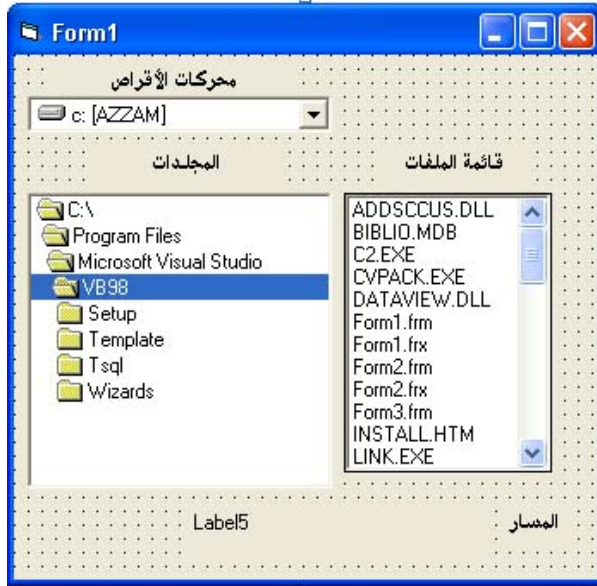 Form1
محركات الأقراص
c: [AZZAM]
المجلدات
قائمة الملفات
C:\
Program Files
Microsoft Visual Studio
VB98
Setup
Template
Tsql
Wizards
ADDSCCUS.DLL
BIBLIO.MDB
C2.EXE
CVPACK.EXE
DATAVIEW.DLL
Form1.frm
Form1.frx
Form2.frm
Form2.frx
Form3.frm
INSTALL.HTM
LINK.EXE
Label5
المسار